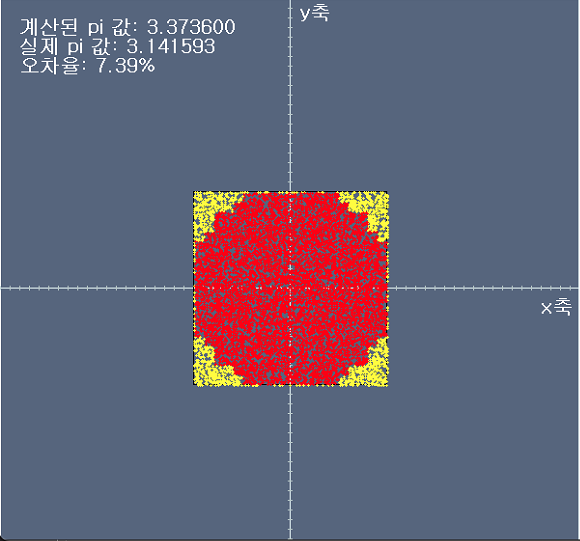 y축
계산된 pi 값: 3.373600
실제 pi 값: 3.141593
오차율: 7.39%
x축